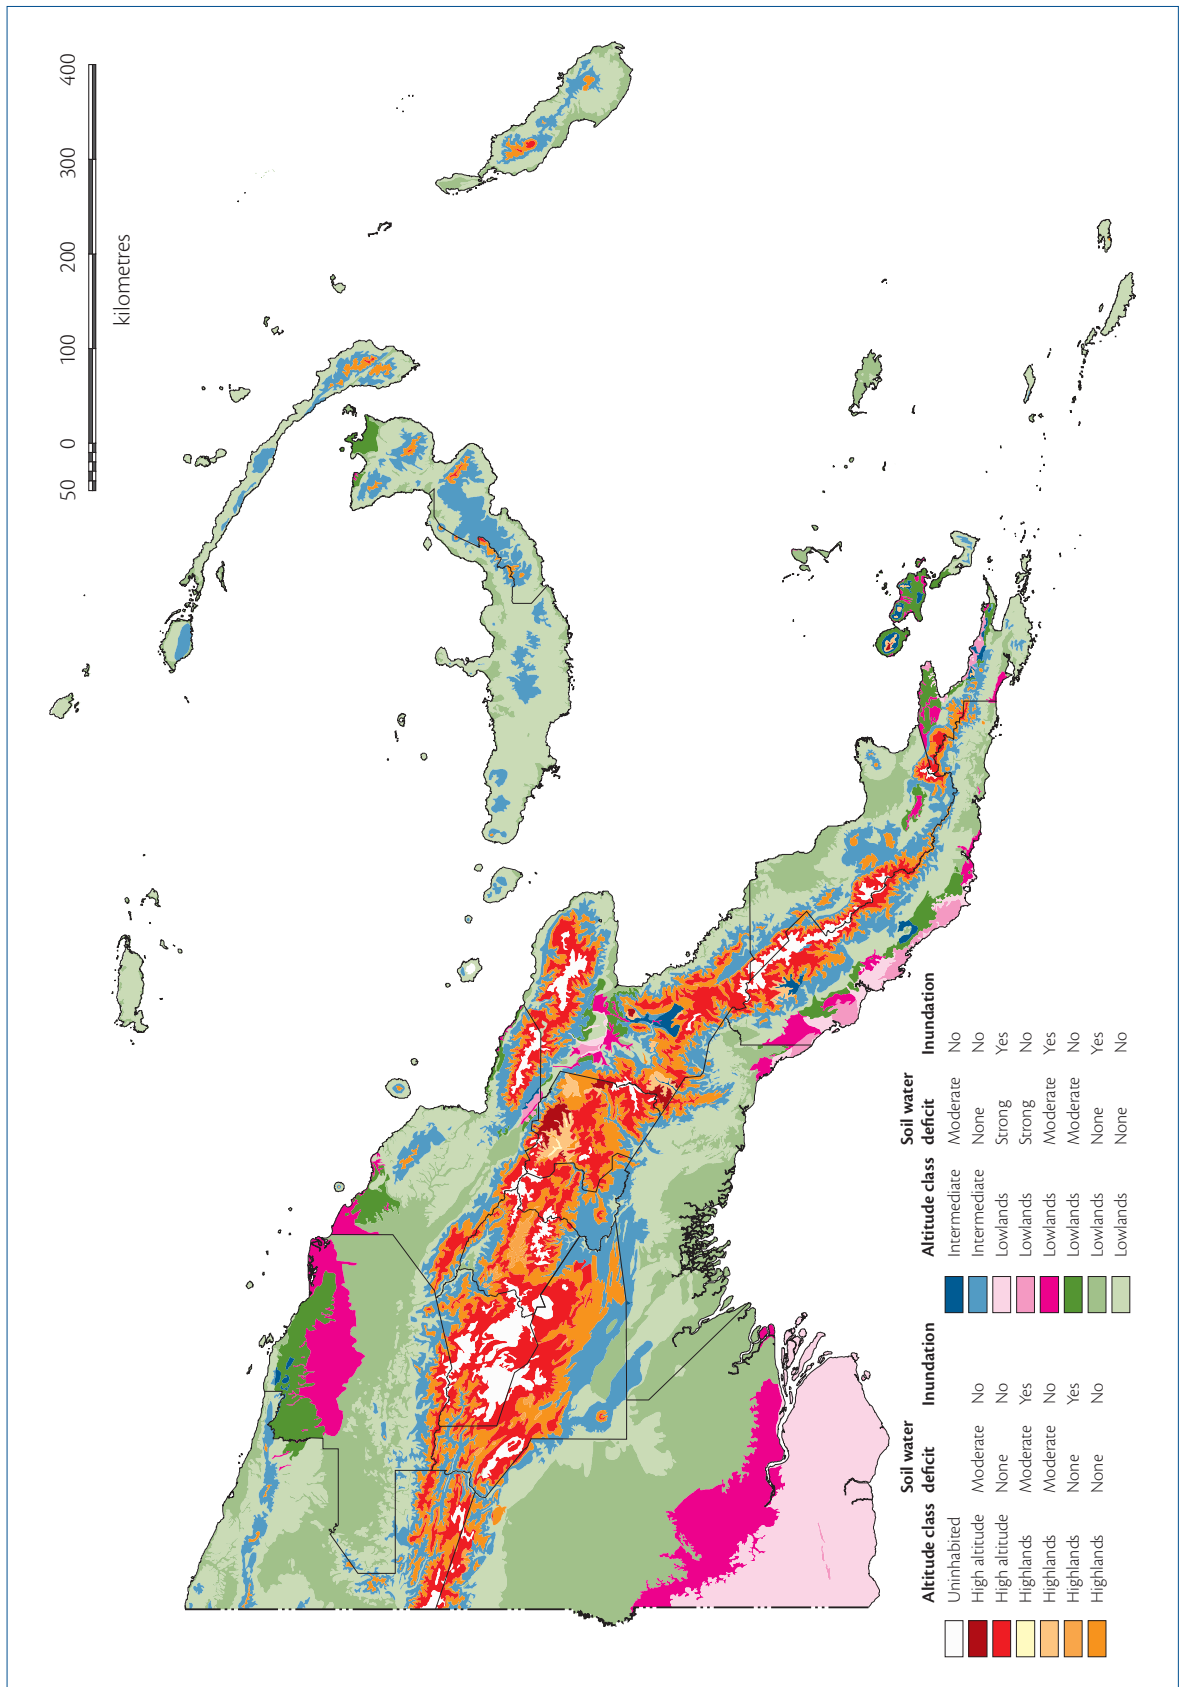 50 0 100 200 300 400
kilometres
Altitude class Soil water deficit Inundation
Uninhabited
High altitude Moderate No
High altitude None No
Highlands Moderate Yes
Highlands Moderate No
Highlands None Yes
Highlands None No
Altitude class Soil water deficit Inundation
Intermediate Moderate No
Intermediate None No
Lowlands Strong Yes
Lowlands Strong No
Lowlands Moderate Yes
Lowlands Moderate No
Lowlands None Yes
Lowlands None No